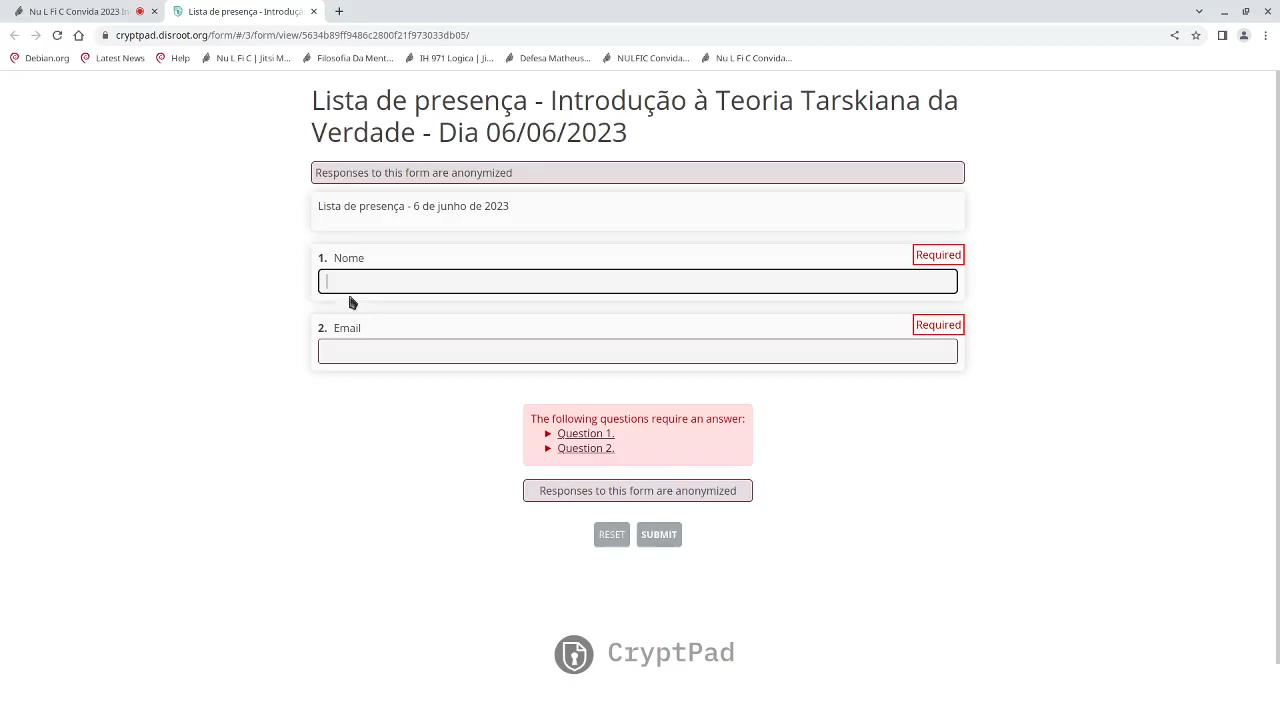 Nu L Fi C Convida 2023 In
Lista de presença - Introduçã
cryptpad.disroot.org/form/#/3/form/view/5634b89ff9486c2800f21f973033db05/
Debian.org
Latest News
Help
Nu L Fi C | Jitsi M...
Filosofia Da Ment...
IH 971 Logica | Ji...
Defesa Matheus...
NULFIC Convida...
Nu L Fi C Convida...
Lista de presença - Introdução à Teoria Tarskiana da
Verdade - Dia 06/06/2023
Responses to this form are anonymized
Lista de presença - 6 de junho de 2023
1. Nome
Required
2. Email
Required
The following questions require an answer:
Question 1.
Question 2.
Responses to this form are anonymized
RESET
SUBMIT
CryptPad